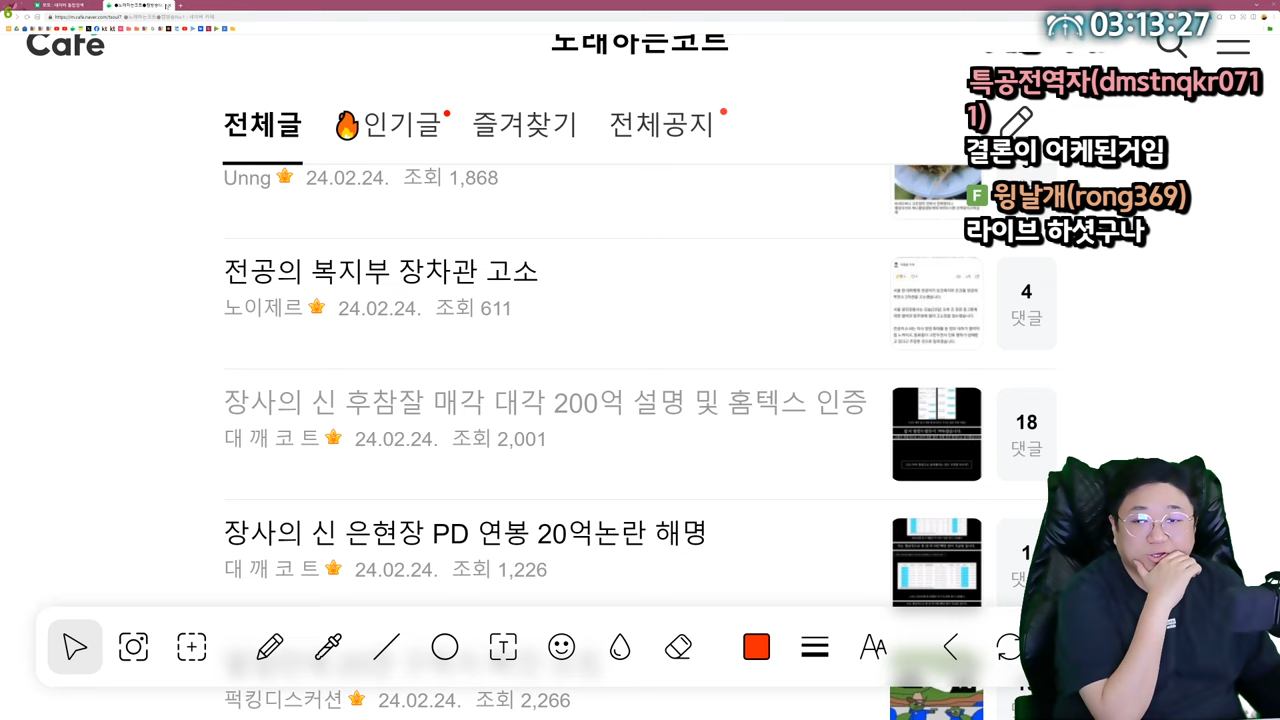 03:13:27
Cafe
노래하는코트
특공전역자(dmstnqkr071
1)
결론이 어케된거임
F 윙날개(rong369)
라이브 하셧구나
전체글 인기글 즐겨찾기 전체공지
Unng 24.02.24. 조회 1,868
전공의 복지부 장차관 고소
노이제르 24.02.24. 조회 611
4
댓글
장사의 신 후참잘 매각 대각 200억 설명 및 홈텍스 인증
대 깨 코 트 24.02.24. 조회 2,001
18
댓글
장사의 신 은현장 PD 연봉 20억논란 해명
대 깨 코 트 24.02.24. 조회 1,226
퍽킹디스커션 24.02.24. 조회 2,266